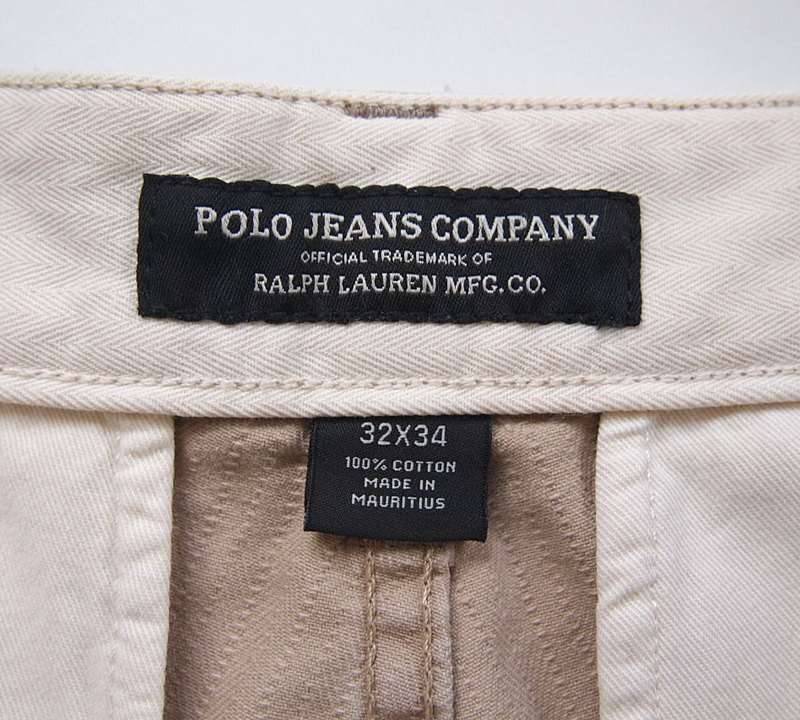 POLO JEANS COMPANY
OFFICIAL TRADEMARK OF
RALPH LAUREN MFG.CO.
32X34
100% COTTON
MADE IN
MAURITIUS